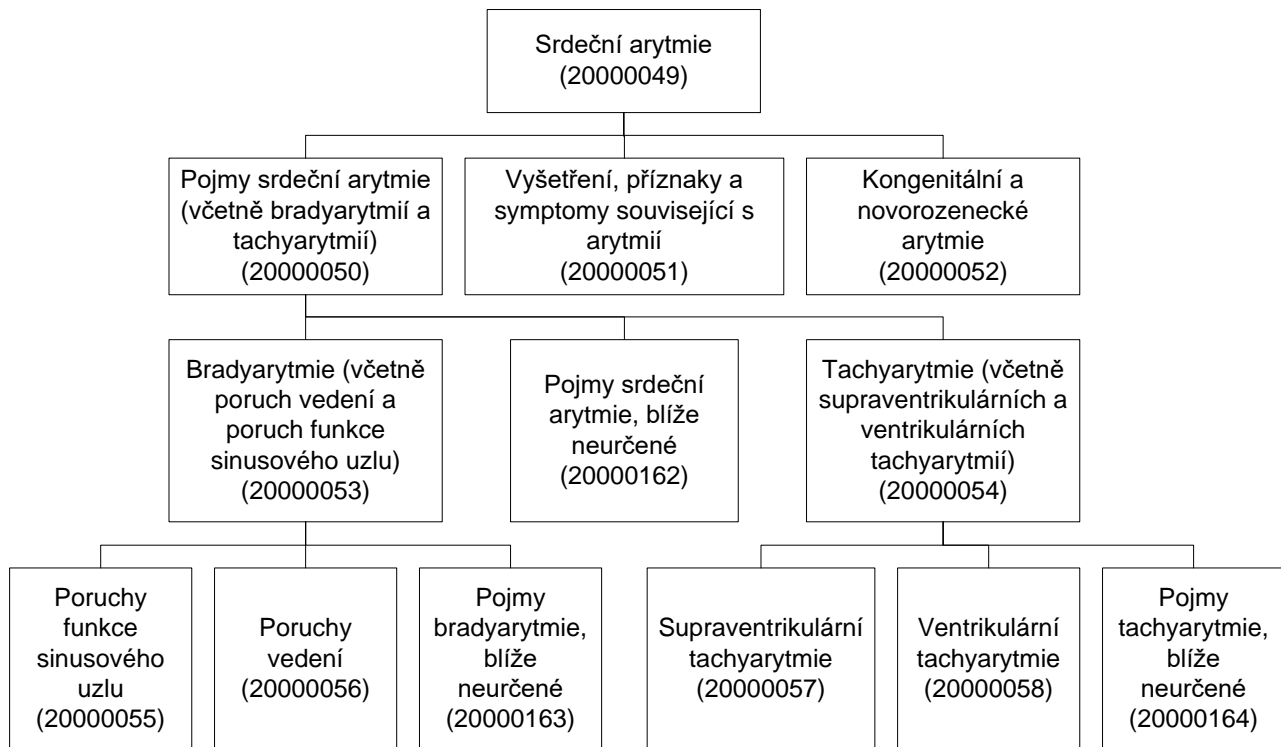 Srdeční arytmie
(20000049)
Pojmy srdeční arytmie
(včetně bradyarytmií a
tachyarytmií)
(20000050)
Vyšetření, příznaky a
symptomy související s
arytmií
(20000051)
Kongenitální a
novorozenecké
arytmie
(20000052)
Bradyarytmie (včetně
poruch vedení a
poruch funkce
sinusového uzlu)
(20000053)
Pojmy srdeční
arytmie, blíže
neurčené
(20000162)
Tachyarytmie (včetně
supraventrikulárních a
ventrikulárních
tachyarytmií)
(20000054)
Poruchy
funkce
sinusového
uzlu
(20000055)
Poruchy
vedení
(20000056)
Pojmy
bradyarytmie,
blíže
neurčené
(20000163)
Supraventrikulární
tachyarytmie
(20000057)
Ventrikulární
tachyarytmie
(20000058)
Pojmy
tachyarytmie,
blíže
neurčené
(20000164)